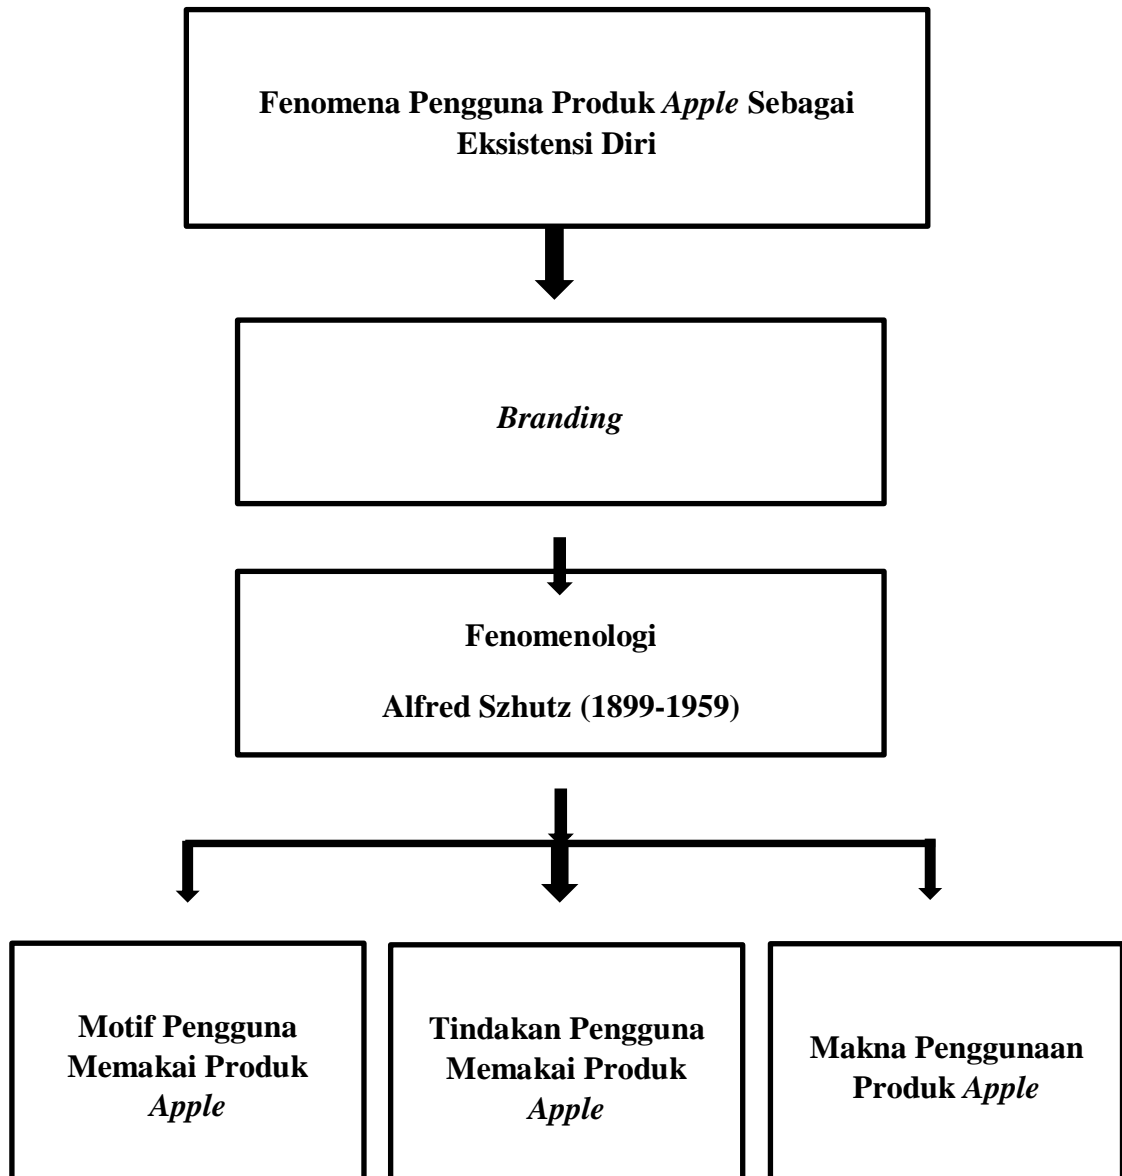 Fenomena Pengguna Produk Apple Sebagai
Eksistensi Diri
Branding
Fenomenologi
Alfred Szhutz (1899-1959)
Motif Pengguna
Memakai Produk
Apple
Tindakan Pengguna
Memakai Produk
Apple
Makna Penggunaan
Produk Apple